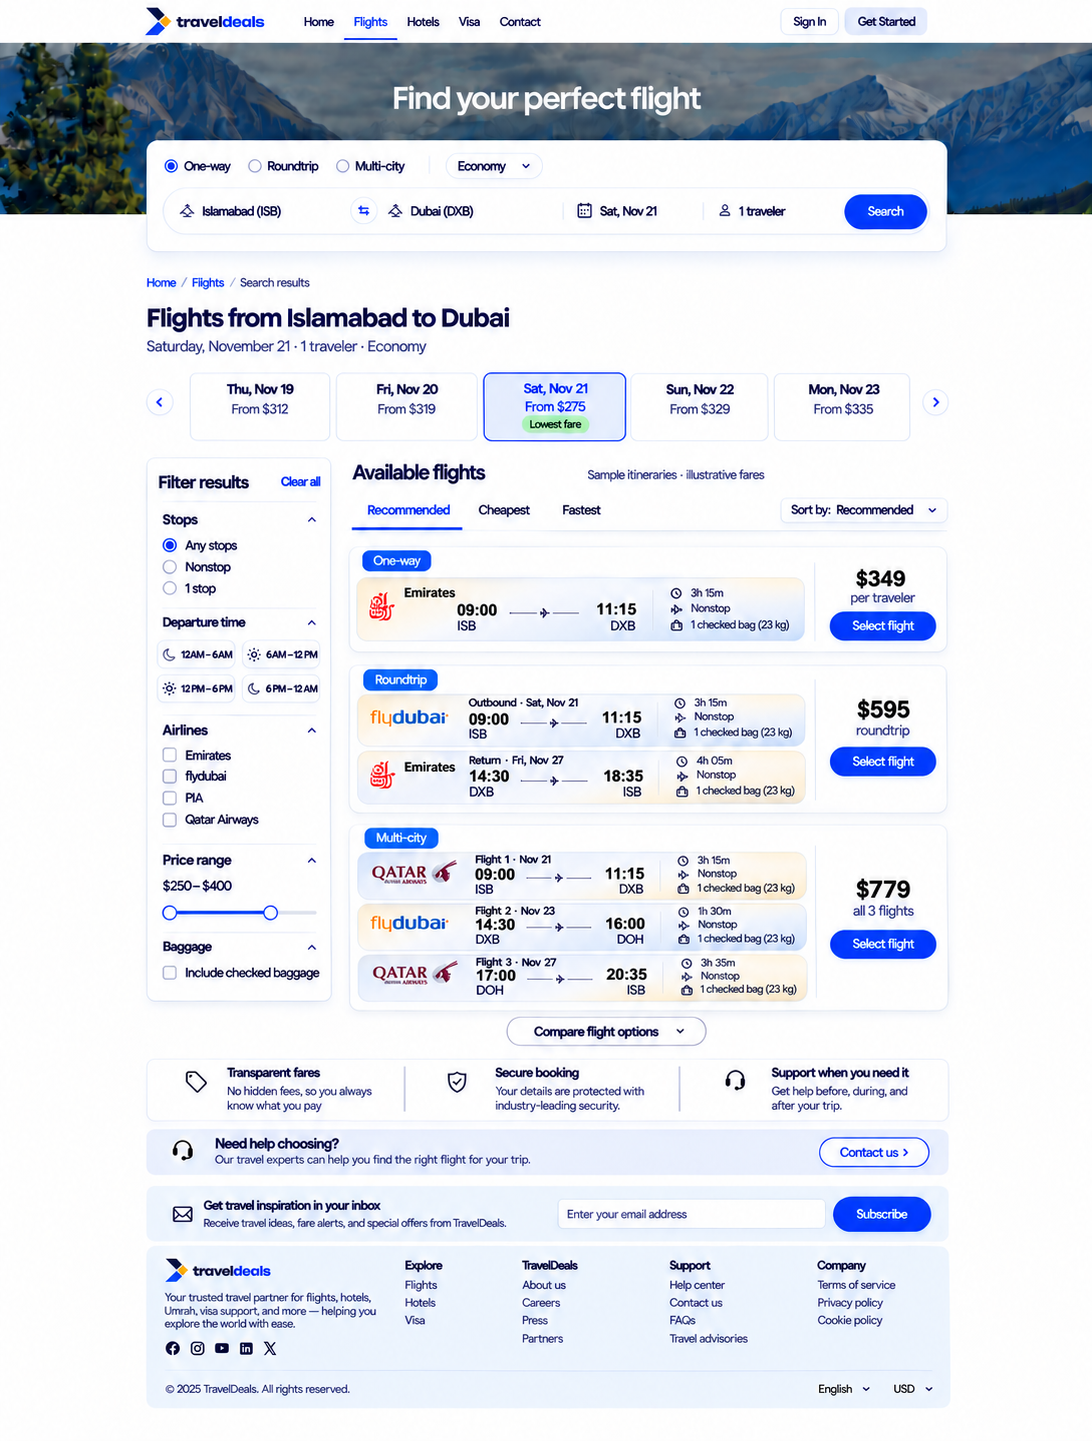 traveldeals
Home Flights Hotels Visa Contact
Sign In Get Started
Find your perfect flight
One-way Roundtrip Multi-city Economy
Islamabad (ISB) Dubai (DXB) Sat, Nov 21 1 traveler Search
Home / Flights / Search results
Flights from Islamabad to Dubai
Saturday, November 21 · 1 traveler · Economy
Thu, Nov 19
From $312
Fri, Nov 20
From $319
Sat, Nov 21
From $275
Lowest fare
Sun, Nov 22
From $329
Mon, Nov 23
From $335
Filter results Clear all
Stops
Any stops
Nonstop
1 stop
Departure time
12AM–6AM 6AM–12PM
12PM–6PM 6PM–12AM
Airlines
Emirates
flydubai
PIA
Qatar Airways
Price range
$250–$400
Baggage
Include checked baggage
Available flights
Sample itineraries · illustrative fares
Recommended Cheapest Fastest
Sort by: Recommended
One-way
Emirates
09:00 11:15
ISB DXB
3h 15m
Nonstop
1 checked bag (23 kg)
$349
per traveler
Select flight
Roundtrip
flydubai
Outbound · Sat, Nov 21
09:00 11:15
ISB DXB
3h 15m
Nonstop
1 checked bag (23 kg)
Emirates
Return · Fri, Nov 27
14:30 18:35
DXB ISB
4h 05m
Nonstop
1 checked bag (23 kg)
$595
roundtrip
Select flight
Multi-city
QATAR
AIRWAYS
Flight 1 · Nov 21
09:00 11:15
ISB DXB
3h 15m
Nonstop
1 checked bag (23 kg)
flydubai
Flight 2 · Nov 23
14:30 16:00
DXB DOH
1h 30m
Nonstop
1 checked bag (23 kg)
QATAR
AIRWAYS
Flight 3 · Nov 27
17:00 20:35
DOH ISB
3h 35m
Nonstop
1 checked bag (23 kg)
$779
all 3 flights
Select flight
Compare flight options
Transparent fares
No hidden fees, so you always
know what you pay
Secure booking
Your details are protected with
industry-leading security.
Support when you need it
Get help before, during, and
after your trip.
Need help choosing?
Our travel experts can help you find the right flight for your trip.
Contact us
Get travel inspiration in your inbox
Receive travel ideas, fare alerts, and special offers from TravelDeals.
Enter your email address
Subscribe
traveldeals
Your trusted travel partner for flights, hotels,
Umrah, visa support, and more — helping you
explore the world with ease.
Explore
Flights
Hotels
Visa
TravelDeals
About us
Careers
Press
Partners
Support
Help center
Contact us
FAQs
Travel advisories
Company
Terms of service
Privacy policy
Cookie policy
© 2025 TravelDeals. All rights reserved.
English USD